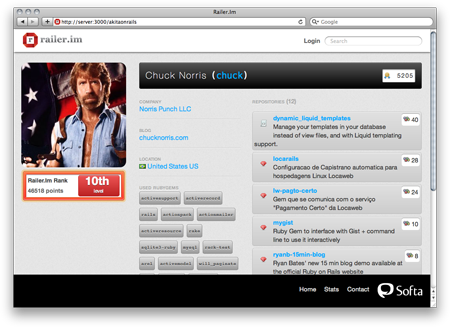 Railer.Im
http://server:3000/akitaonrails
Google
railer.im
Login
Search
Chuck Norris (chuck)
5205
COMPANY
Norris Punch LLC
BLOG
chucknorris.com
LOCATION
United States US
USED RUBYGEMS
activesupport activerecord
rails actionpack actionmailer
activeresource rake
sqlite3-ruby mysql rack-test
arel activemodel will_paginate
Railer.Im Rank
46518 points
10th
level
REPOSITORIES (12)
dynamic_liquid_templates
40
Manage your templates in your database
instead of view files, and with Liquid templating
support.
locarails
28
Configuracao de Capistrano automatica para
hospedagens Linux Locaweb
lw-pagto-certo
24
Gem que se comunica com o serviço
"Pagamento Certo" da Locaweb
mygist
14
Ruby Gem to interface with Gist + command
line to use it interactively
ryanb-15min-blog
8
Ryan Bates' new 15 min blog demo available at
the official Ruby on Rails website
Home Stats Contact
Softa